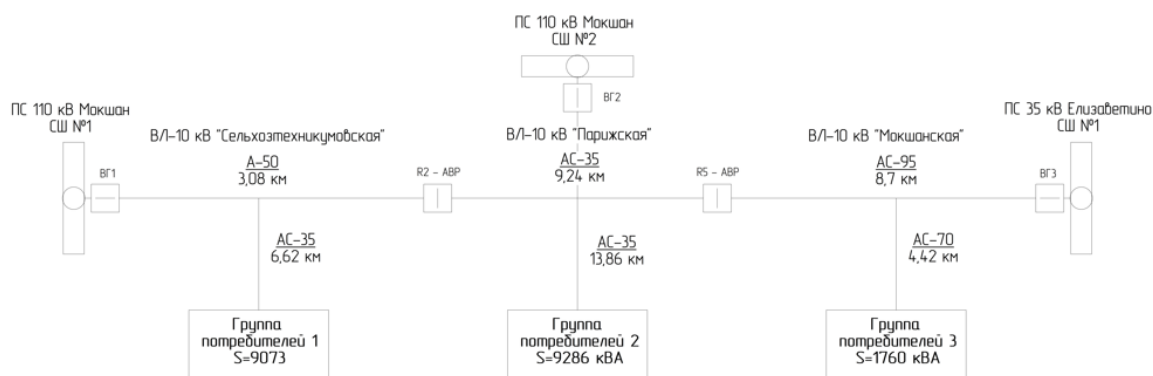 ПС 110 кВ Мокшан
СШ №2
ВГ2
ПС 110 кВ Мокшан
СШ №1
ВГ1
ВЛ-10 кВ "Сельхозтехникумовская"
А-50
3,08 км
R2 - АВР
ВЛ-10 кВ "Парижская"
АС-35
9,24 км
R5 - АВР
ВЛ-10 кВ "Мокшанская"
АС-95
8,7 км
ПС 35 кВ Елизаветино
СШ №1
ВГ3
АС-35
6,62 км
АС-35
13,86 км
АС-70
4,42 км
Группа
потребителей 1
S=9073
Группа
потребителей 2
S=9286 кВА
Группа
потребителей 3
S=1760 кВА